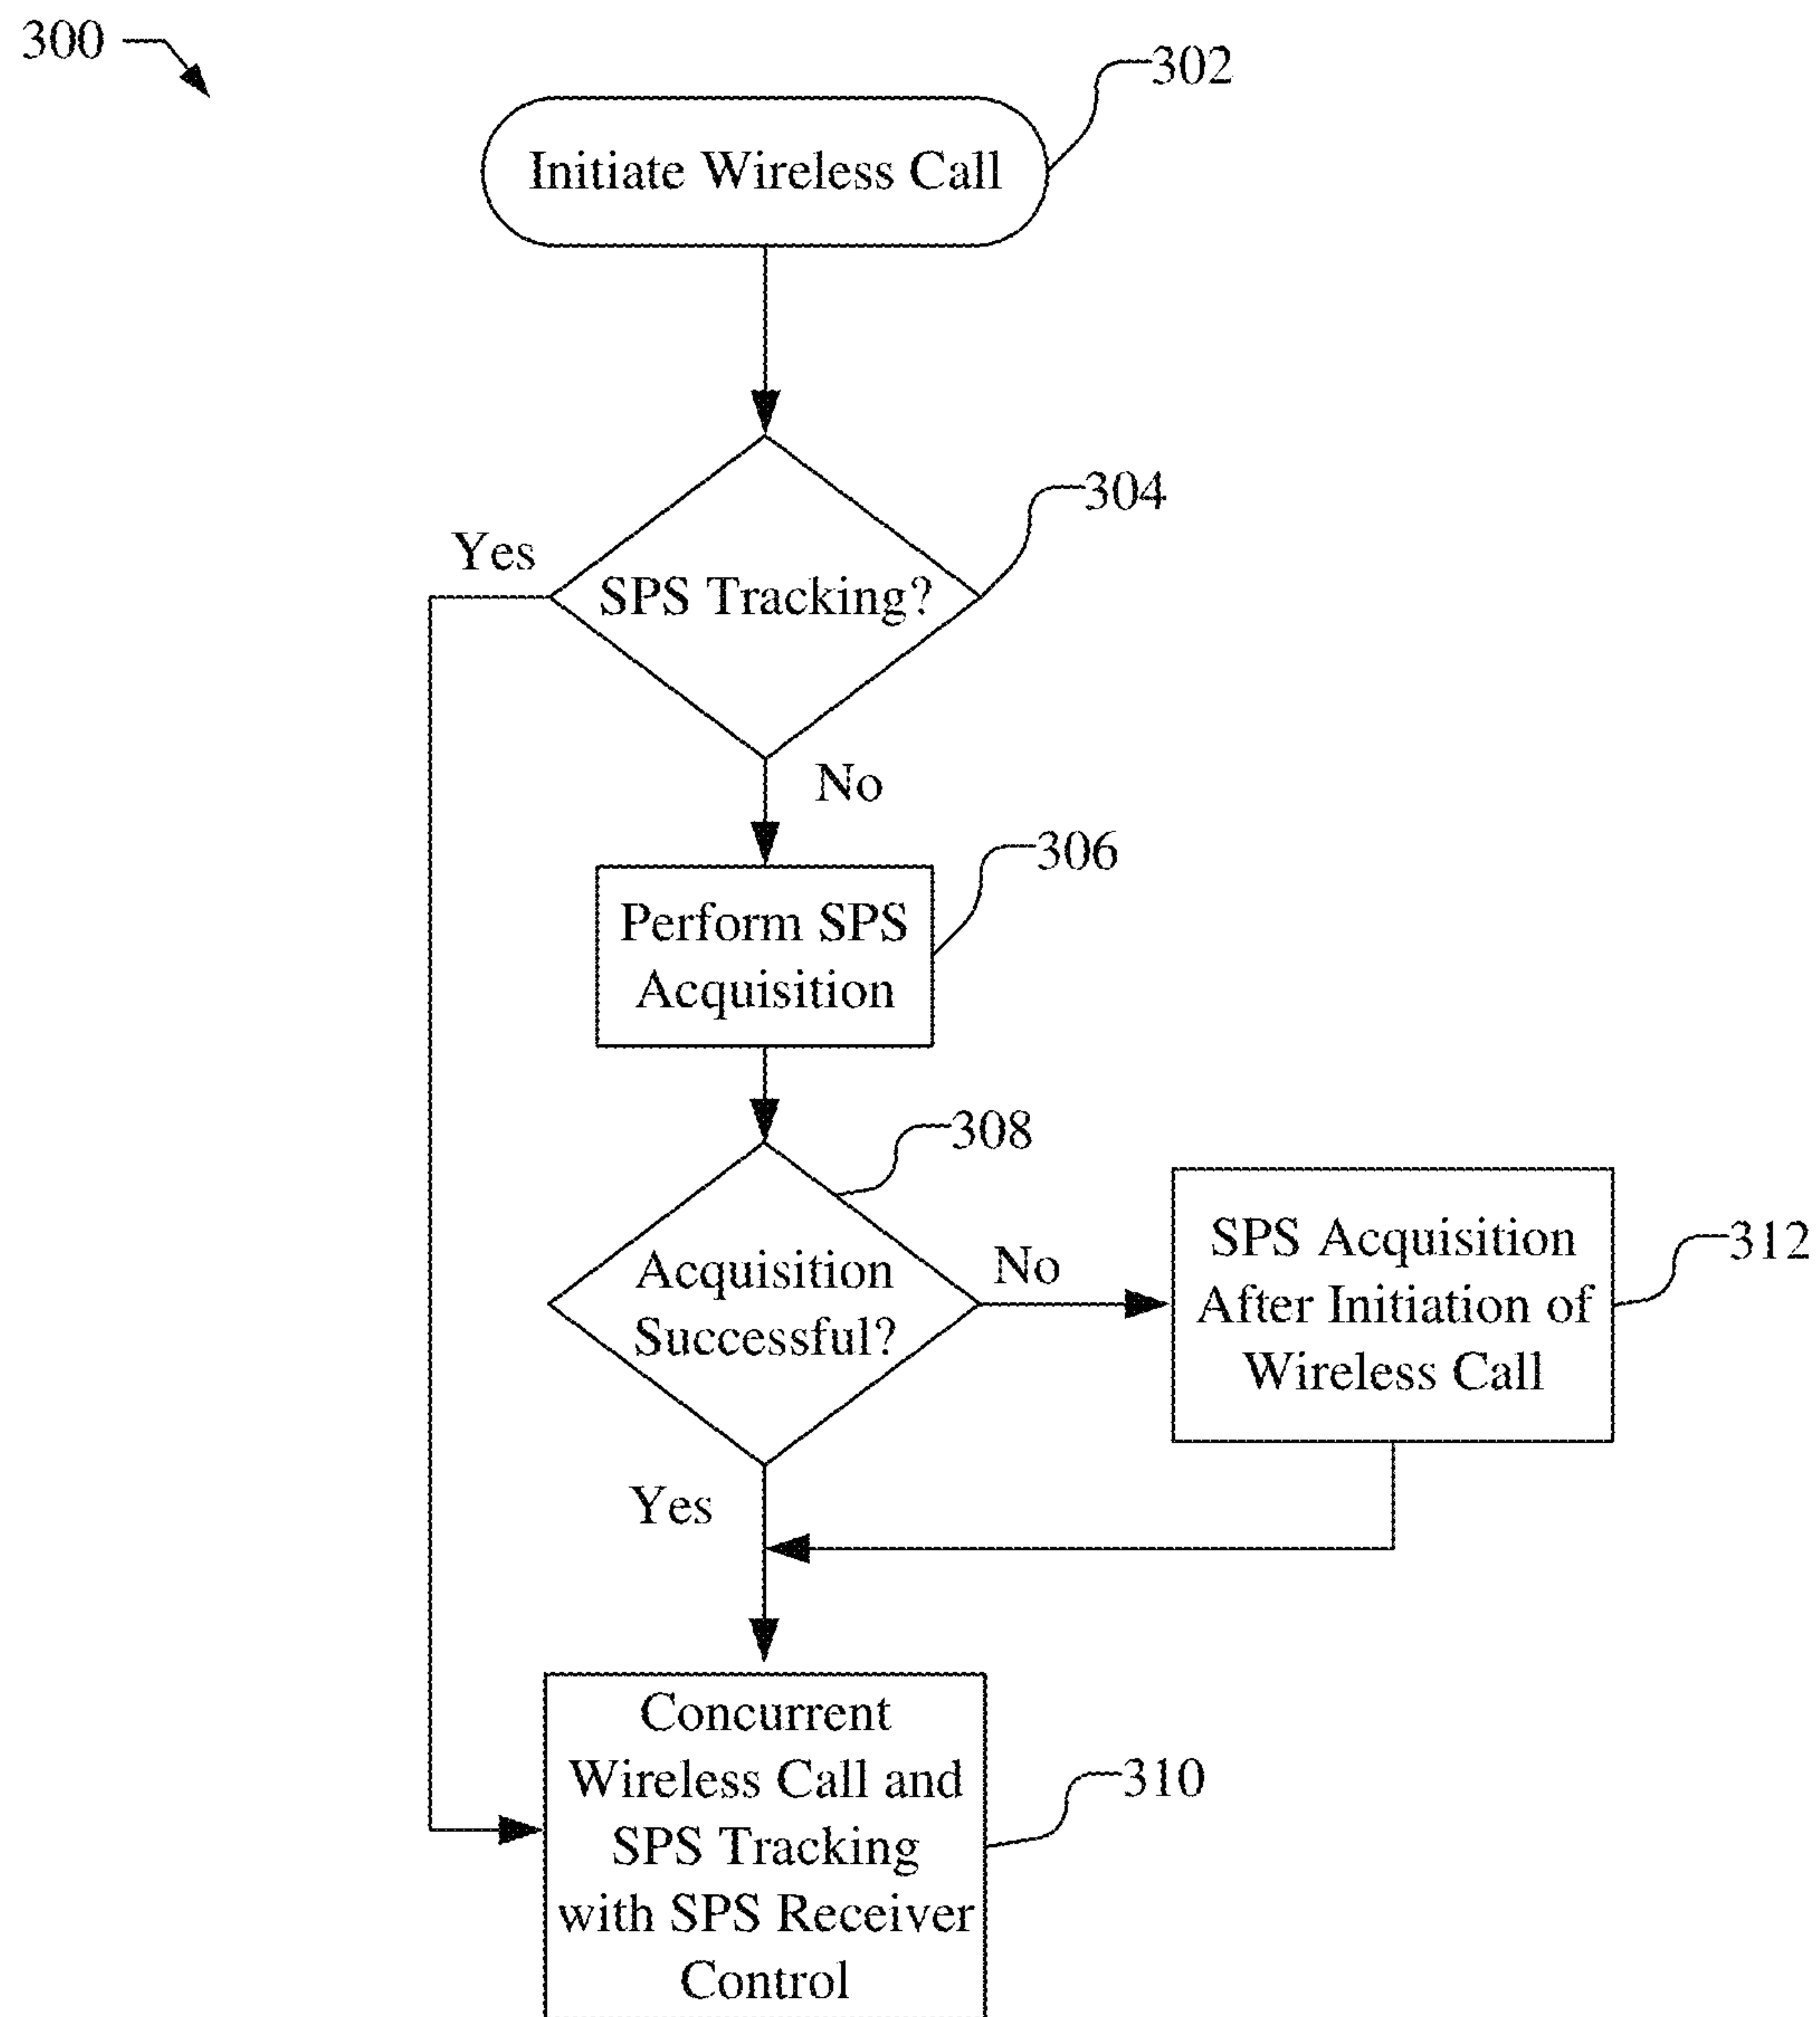 300
302
Initiate Wireless Call
304
Yes
SPS Tracking?
No
306
Perform SPS
Acquisition
308
Acquisition
Successful?
No
SPS Acquisition
After Initiation of
Wireless Call
312
Yes
Concurrent
Wireless Call and
SPS Tracking
with SPS Receiver
Control
310